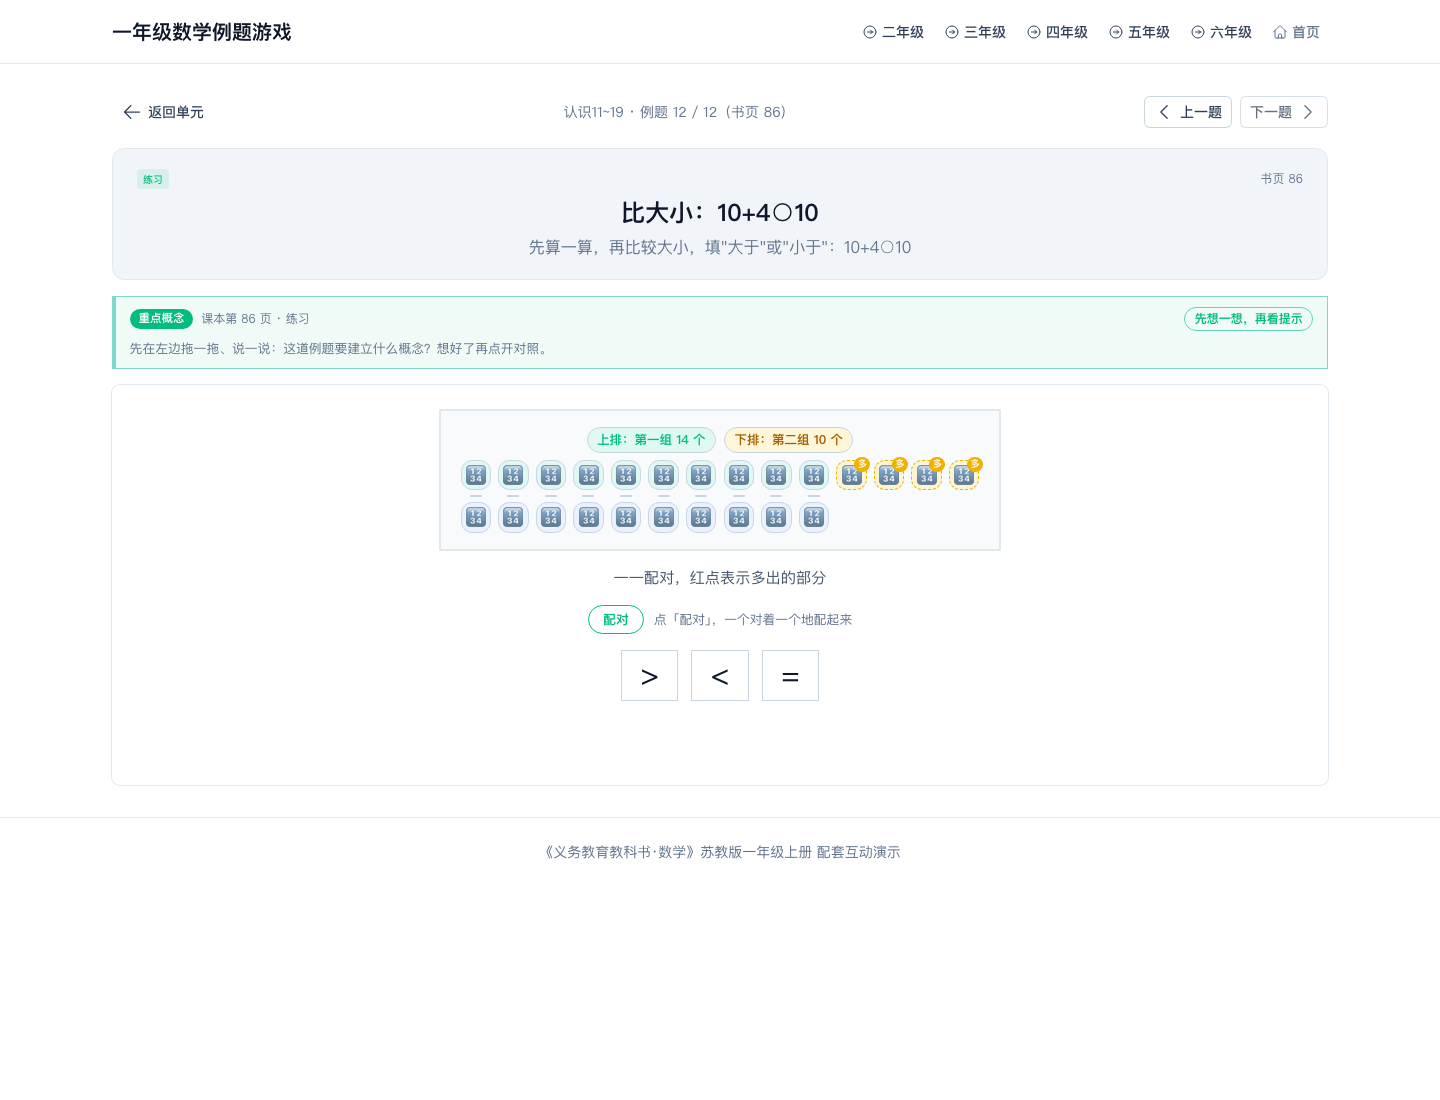 一年级数学例题游戏
二年级 三年级 四年级 五年级 六年级 首页
返回单元
认识11~19 · 例题 12 / 12（书页 86）
上一题 下一题
练习
书页 86
比大小：10+4○10
先算一算，再比较大小，填"大于"或"小于"：10+4○10
重点概念 课本第 86 页 · 练习
先想一想，再看提示
先在左边拖一拖、说一说：这道例题要建立什么概念？想好了再点开对照。
上排：第一组 14 个 下排：第二组 10 个
🔢 🔢 🔢 🔢 🔢 🔢 🔢 🔢 🔢 🔢 🔢多 🔢多 🔢多 🔢多
🔢 🔢 🔢 🔢 🔢 🔢 🔢 🔢 🔢 🔢
一一配对，红点表示多出的部分
配对 点「配对」，一个对着一个地配起来
> < =
《义务教育教科书·数学》苏教版一年级上册 配套互动演示